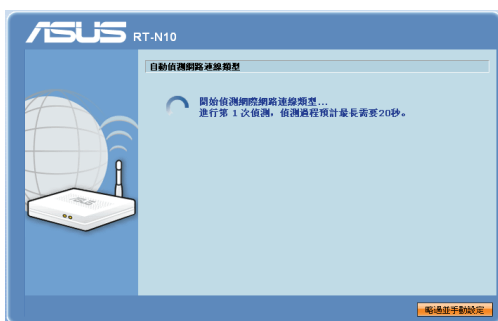 ASUS RT-N10
自動偵測網路連線類型
開始偵測網際網路連線類型...
進行第 1 次偵測，偵測過程預計最長需要20秒。
ASUS
略過並手動設定